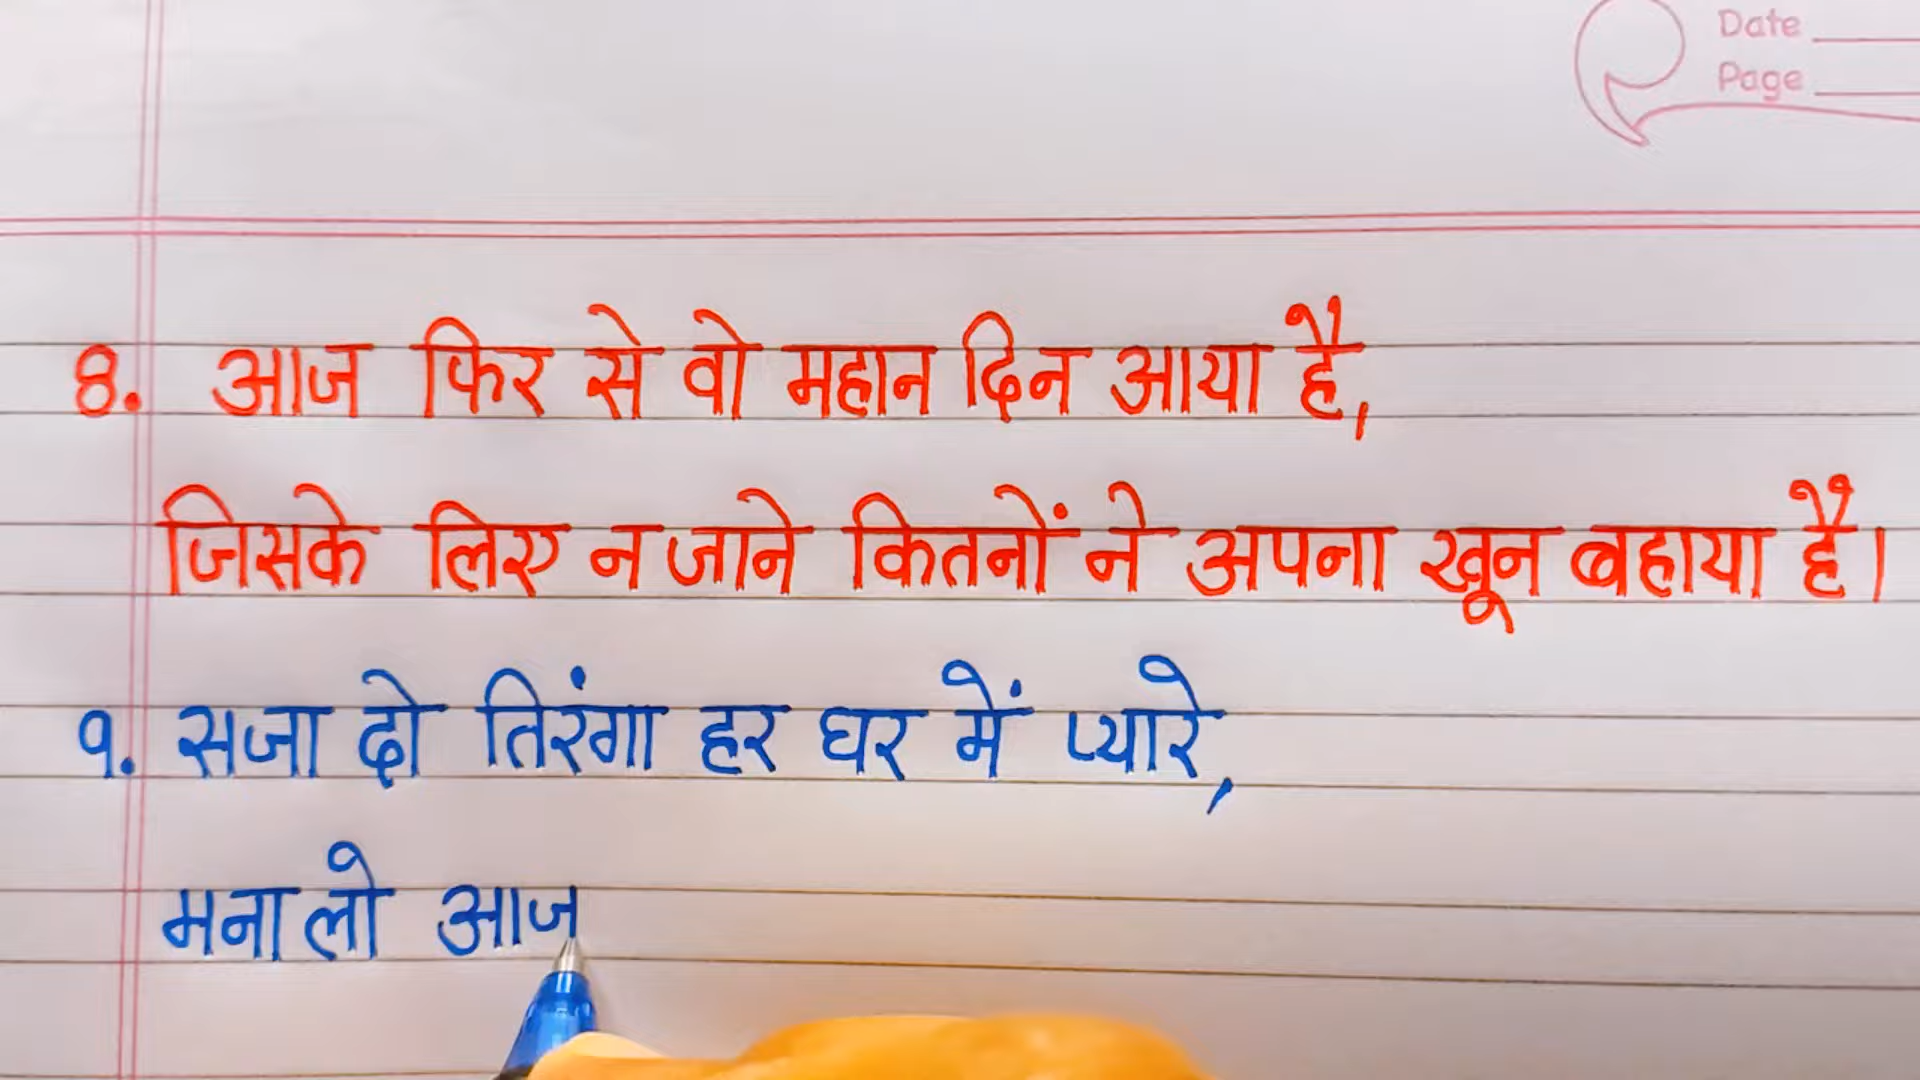 Date
Page
8. आज फिर से वो महान दिन आया है,
जिसके लिए न जाने कितनों ने अपना खून बहाया है।
9. सजा दो तिरंगा हर घर में प्यारे,
मना लो आज